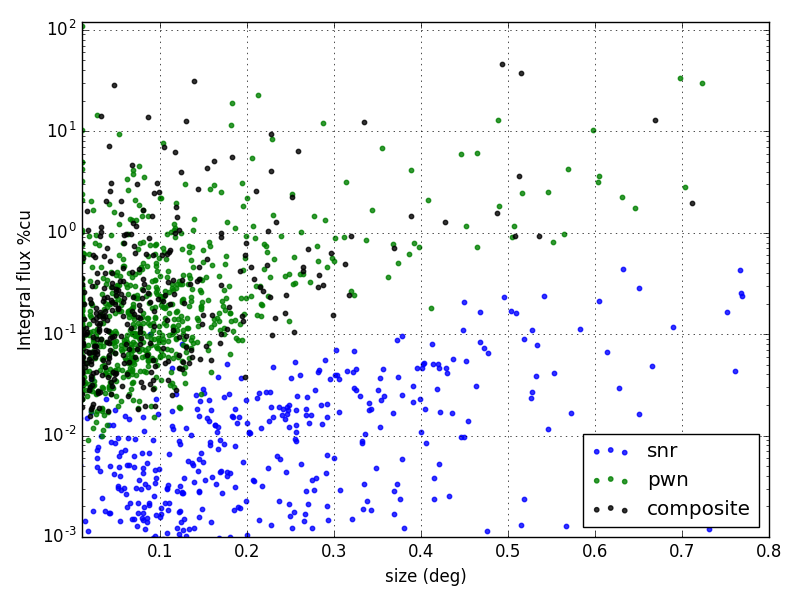 10^2
10^1
10^0
10^-1
10^-2
10^-3
Integral flux %cu
snr
pwn
composite
0.1 0.2 0.3 0.4 0.5 0.6 0.7 0.8
size (deg)